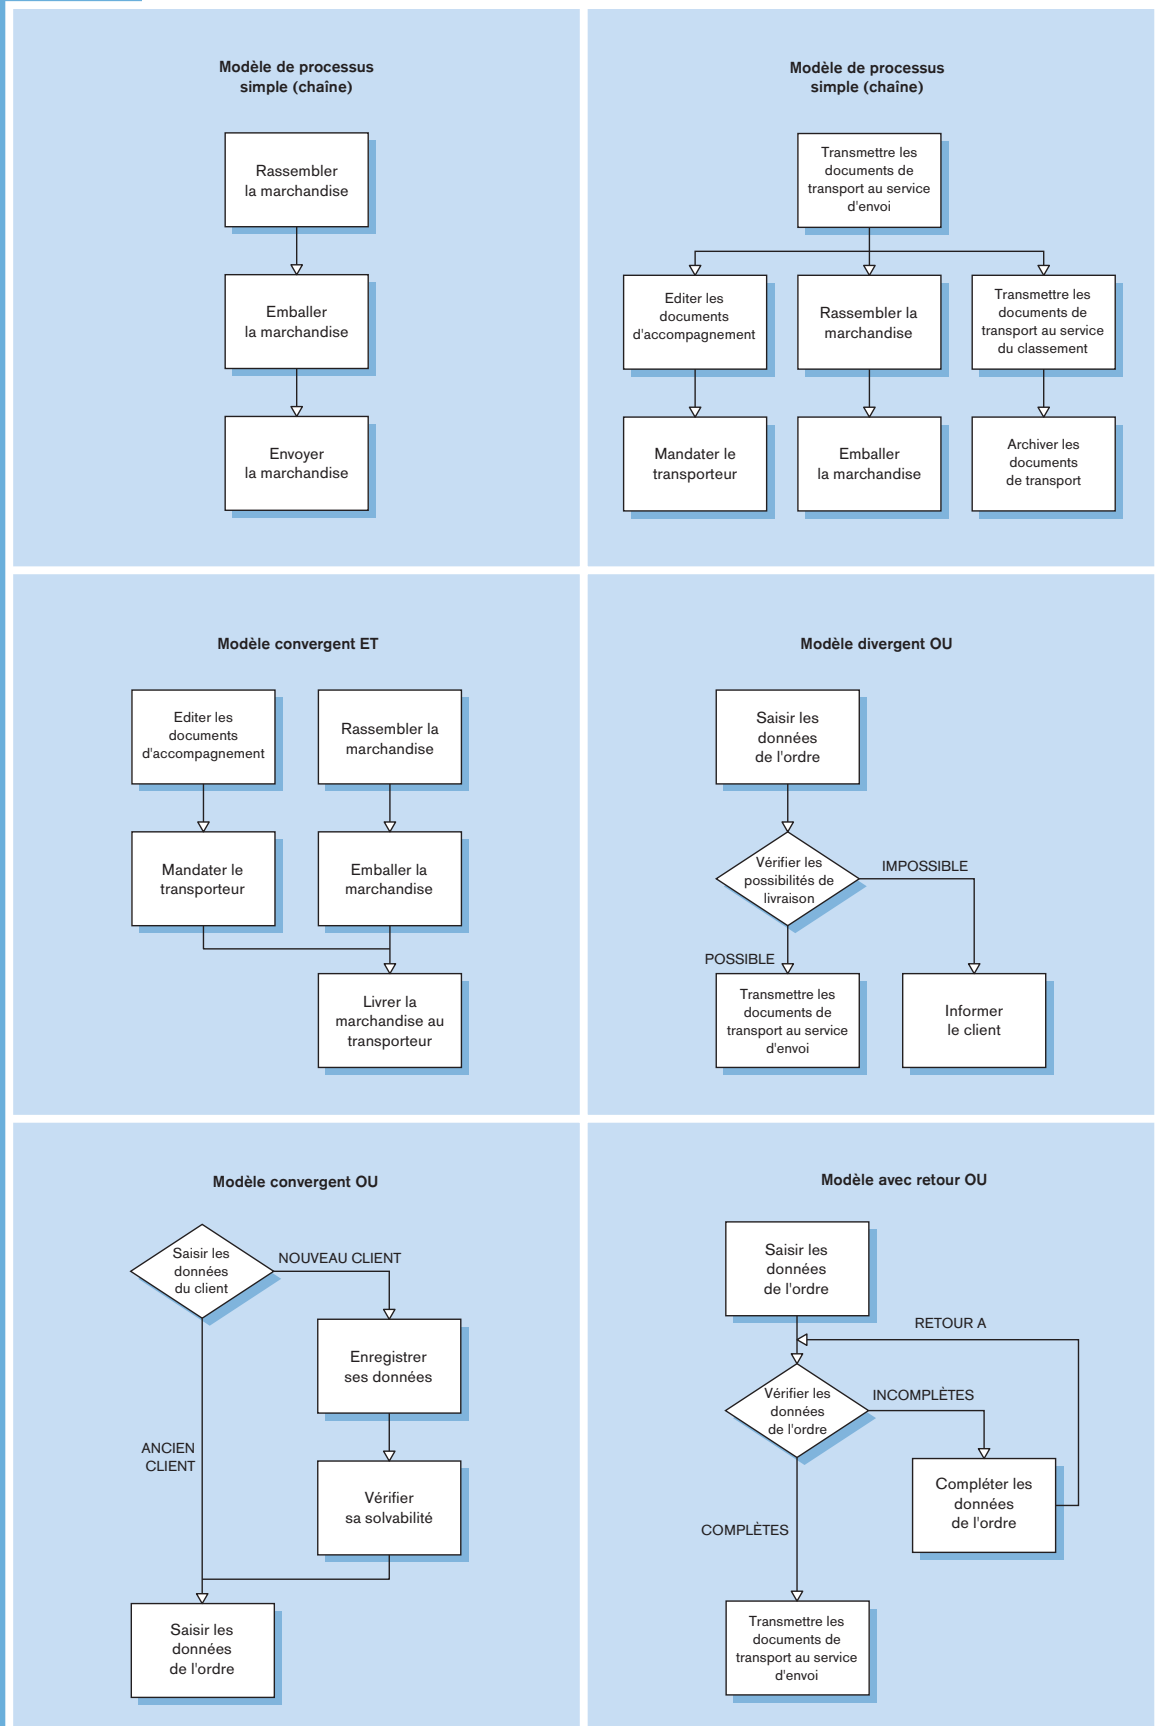 Modèle de processus
simple (chaîne)
Rassembler
la marchandise
Emballer
la marchandise
Envoyer
la marchandise
Modèle de processus
simple (chaîne)
Transmettre les
documents de
transport au service
d'envoi
Editer les
documents
d'accompagnement
Rassembler la
marchandise
Transmettre les
documents de
transport au service
du classement
Mandater le
transporteur
Emballer
la marchandise
Archiver les
documents
de transport
Modèle convergent ET
Editer les
documents
d'accompagnement
Rassembler la
marchandise
Mandater le
transporteur
Emballer la
marchandise
Livrer la
marchandise au
transporteur
Modèle divergent OU
Saisir les
données
de l'ordre
Vérifier les
possibilités de
livraison
IMPOSSIBLE
POSSIBLE
Transmettre les
documents de
transport au service
d'envoi
Informer
le client
Modèle convergent OU
Saisir les
données
du client
NOUVEAU CLIENT
Enregistrer
ses données
ANCIEN
CLIENT
Vérifier
sa solvabilité
Saisir les
données
de l'ordre
Modèle avec retour OU
Saisir les
données
de l'ordre
RETOUR A
Vérifier les
données
de l'ordre
INCOMPLÈTES
Compléter les
données
de l'ordre
COMPLÈTES
Transmettre les
documents de
transport au service
d'envoi